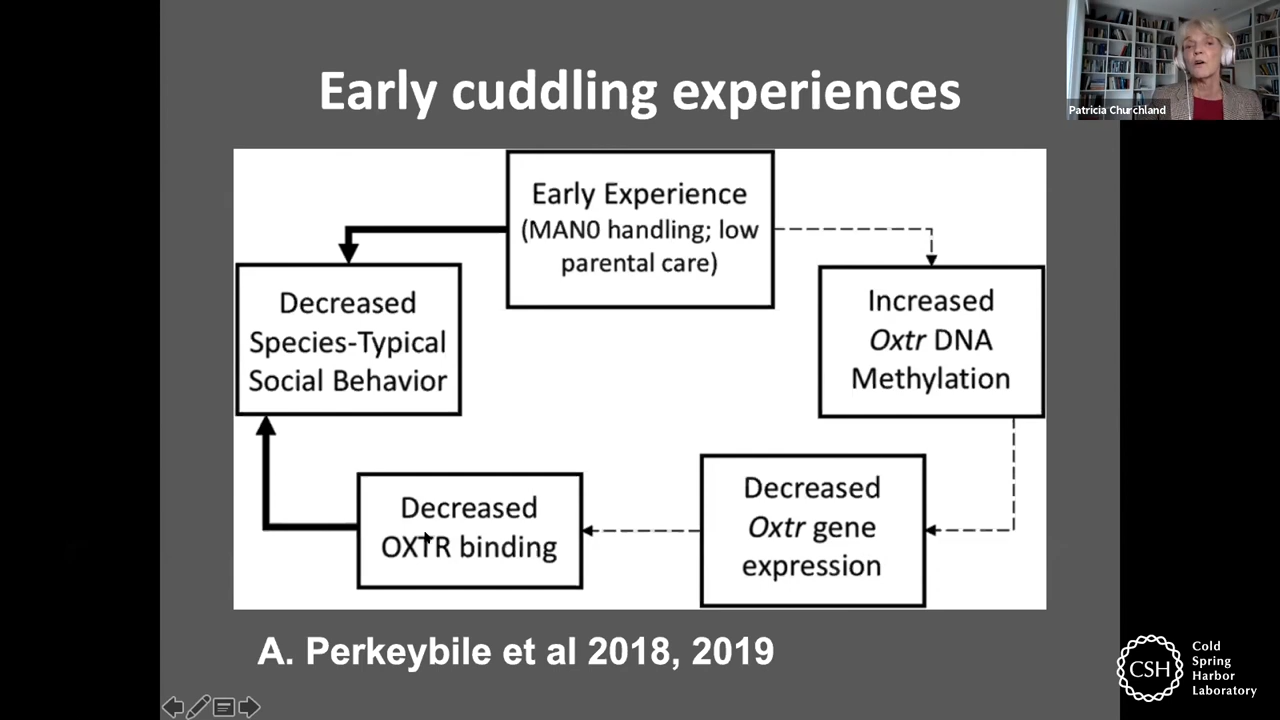 Early cuddling experiences
Patricia Churchland
Early Experience
(MAN0 handling; low
parental care)
Decreased
Species-Typical
Social Behavior
Increased
Oxtr DNA
Methylation
Decreased
OXTR binding
Decreased
Oxtr gene
expression
A. Perkeybile et al 2018, 2019
CSH
Cold
Spring
Harbor
Laboratory